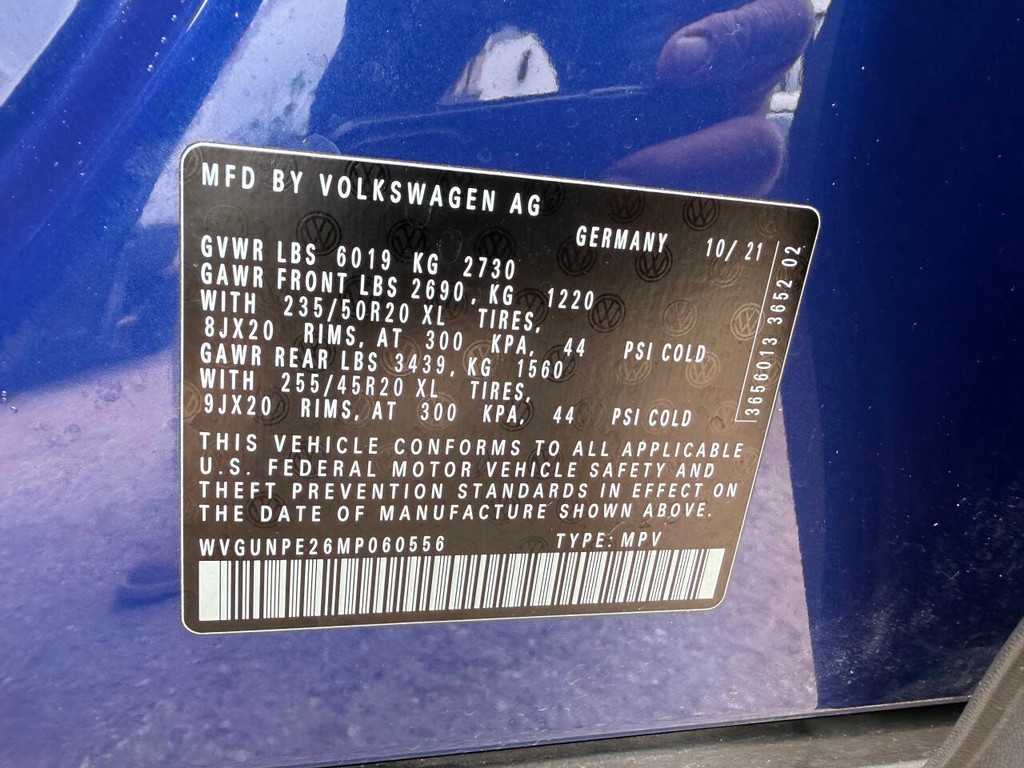 MFD BY VOLKSWAGEN AG
GERMANY 10/ 21
GVWR LBS 6019 KG 2730
GAWR FRONT LBS 2690, KG 1220
WITH 235/50R20 XL TIRES,
8JX20 RIMS, AT 300 KPA, 44 PSI COLD
GAWR REAR LBS 3439, KG 1560
WITH 255/45R20 XL TIRES,
9JX20 RIMS, AT 300 KPA, 44 PSI COLD
3656013 3652 02
THIS VEHICLE CONFORMS TO ALL APPLICABLE
U.S. FEDERAL MOTOR VEHICLE SAFETY AND
THEFT PREVENTION STANDARDS IN EFFECT ON
THE DATE OF MANUFACTURE SHOWN ABOVE.
WVGUNPE26MP060556 TYPE: MPV